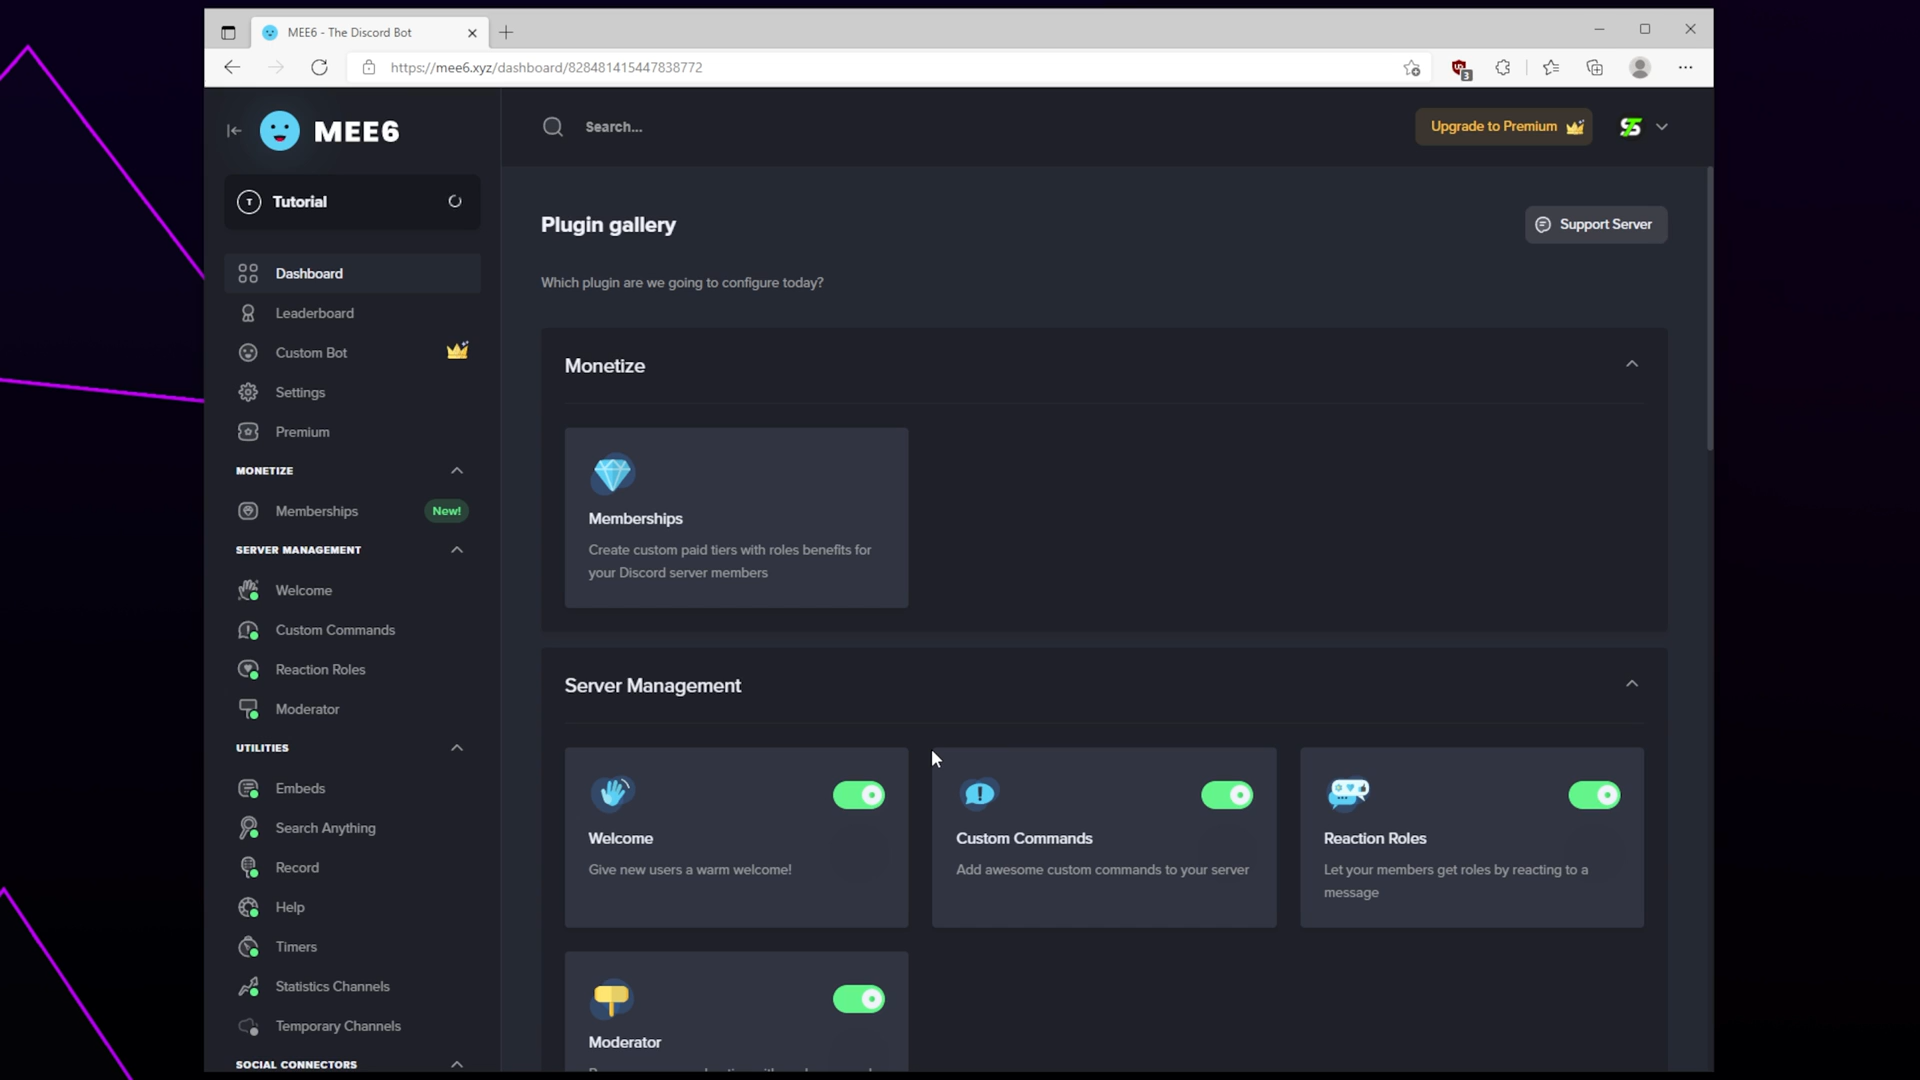 MEE6 - The Discord Bot
https://mee6.xyz/dashboard/828481415447838772
3
MEE6
Search...
Upgrade to Premium
T
Tutorial
Dashboard
Leaderboard
Custom Bot
Settings
Premium
MONETIZE
Memberships
New!
SERVER MANAGEMENT
Welcome
Custom Commands
Reaction Roles
Moderator
UTILITIES
Embeds
Search Anything
Record
Help
Timers
Statistics Channels
Temporary Channels
SOCIAL CONNECTORS
Plugin gallery
Support Server
Which plugin are we going to configure today?
Monetize
Memberships
Create custom paid tiers with roles benefits for
your Discord server members
Server Management
Welcome
Give new users a warm welcome!
Custom Commands
Add awesome custom commands to your server
Reaction Roles
Let your members get roles by reacting to a
message
Moderator